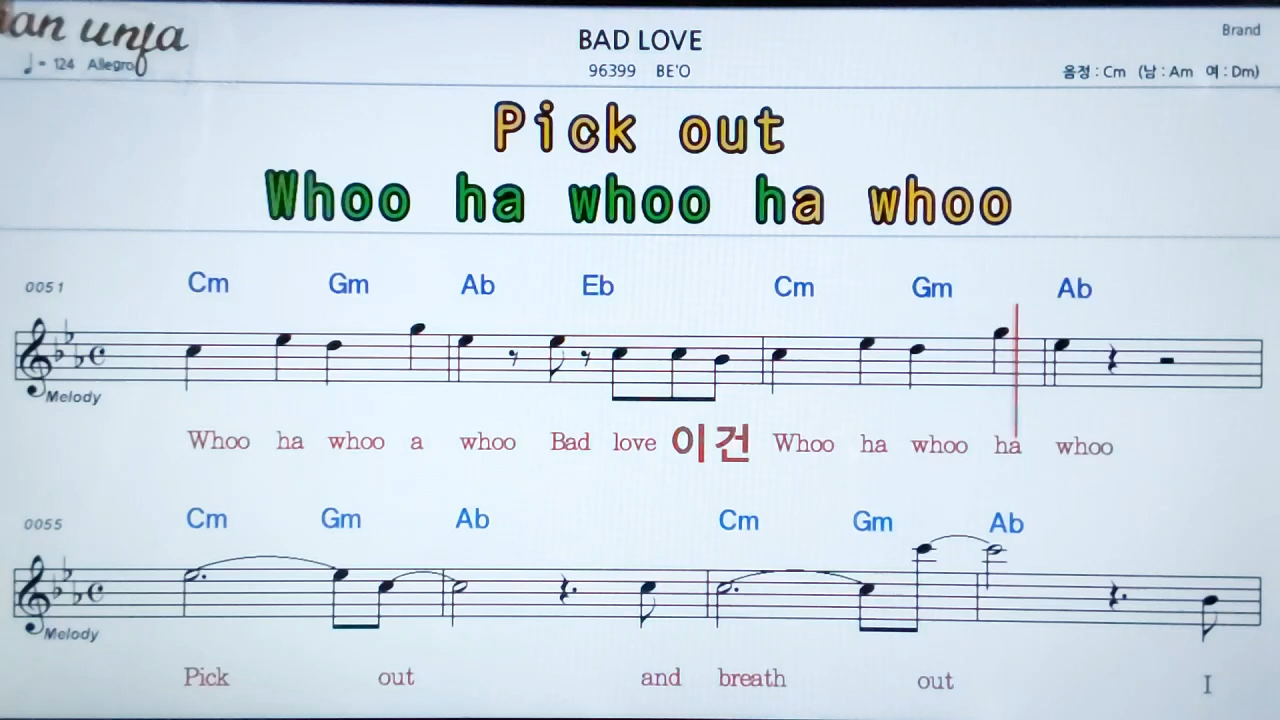 an unja
♩= 124 Allegro
BAD LOVE
96399 BE'O
Brand
음정 : Cm (남 : Am 여 : Dm)
Pick out
Whoo ha whoo ha whoo
0051
Cm Gm Ab Eb Cm Gm Ab
Melody
Whoo ha whoo a whoo Bad love 이건 Whoo ha whoo ha whoo
0055
Cm Gm Ab Cm Gm Ab
Melody
Pick out and breath out I